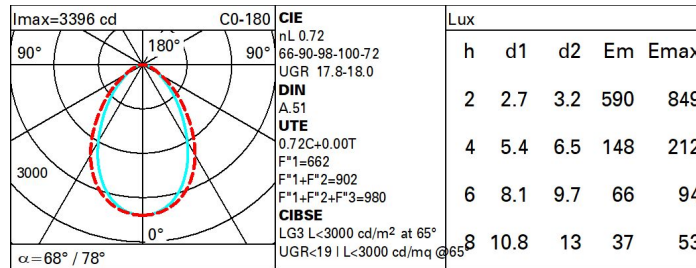 Imax=3396 cd C0-180
90° 180° 90°
3000
0°
α=68° / 78°
CIE
nL 0.72
66-90-98-100-72
UGR 17.8-18.0
DIN
A.51
UTE
0.72C+0.00T
F"1=662
F"1+F"2=902
F"1+F"2+F"3=980
CIBSE
LG3 L<3000 cd/m² at 65°
UGR<19 | L<3000 cd/mq @65°
Lux
h d1 d2 Em Emax
2 2.7 3.2 590 849
4 5.4 6.5 148 212
6 8.1 9.7 66 94
8 10.8 13 37 53